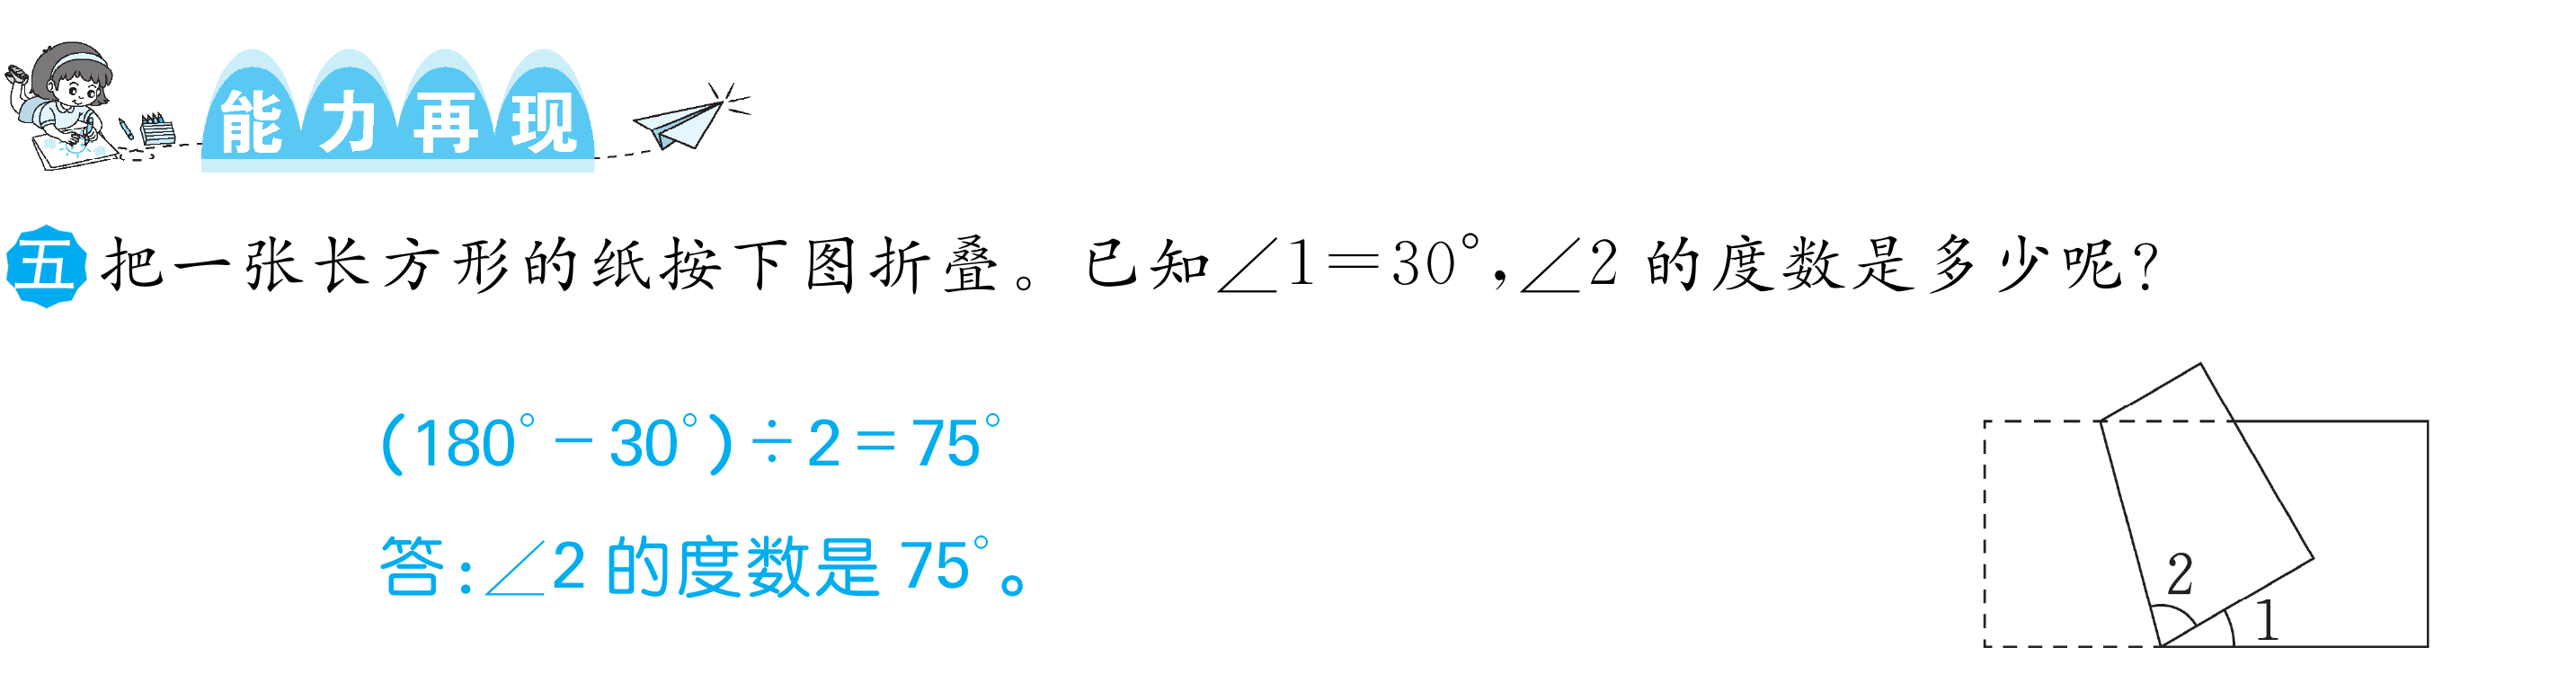 能力再现
五 把一张长方形的纸按下图折叠。已知∠1=30°,∠2 的度数是多少呢?
(180°-30°)÷2=75°
答:∠2 的度数是 75°。
2
1